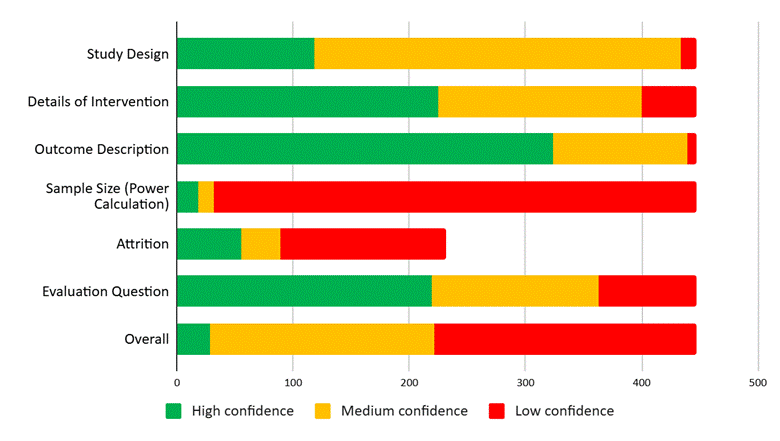 Study Design
Details of Intervention
Outcome Description
Sample Size (Power
Calculation)
Attrition
Evaluation Question
Overall
0 100 200 300 400 500
High confidence Medium confidence Low confidence